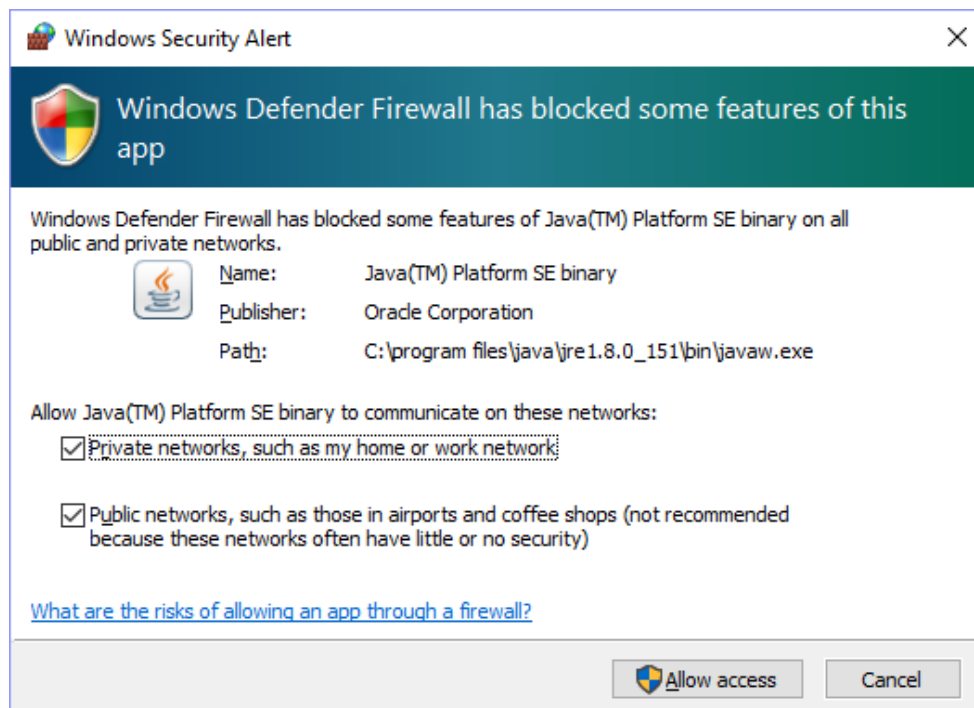 Windows Security Alert
Windows Defender Firewall has blocked some features of this
app
Windows Defender Firewall has blocked some features of Java(TM) Platform SE binary on all
public and private networks.
Name: Java(TM) Platform SE binary
Publisher: Oracle Corporation
Path: C:\program files\java\jre1.8.0_151\bin\javaw.exe
Allow Java(TM) Platform SE binary to communicate on these networks:
Private networks, such as my home or work network
Public networks, such as those in airports and coffee shops (not recommended
because these networks often have little or no security)
What are the risks of allowing an app through a firewall?
Allow access Cancel